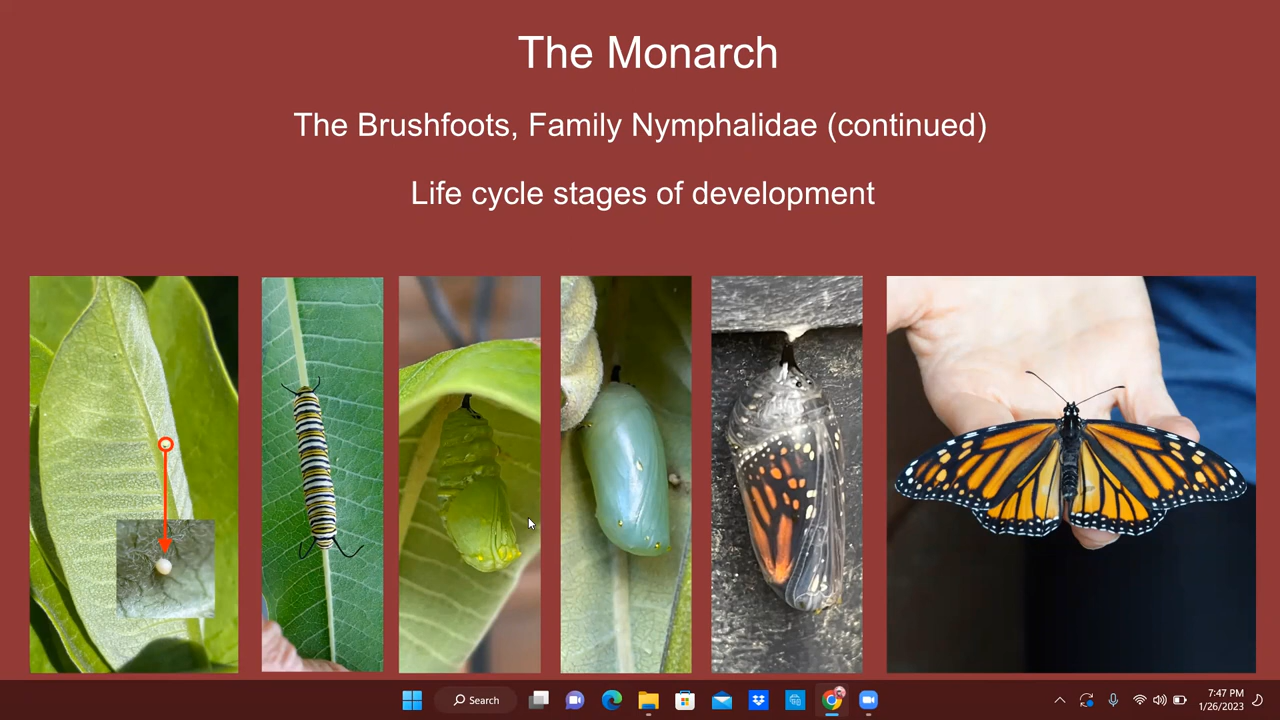 The Monarch
The Brushfoots, Family Nymphalidae (continued)
Life cycle stages of development
Search
7:47 PM
1/26/2023